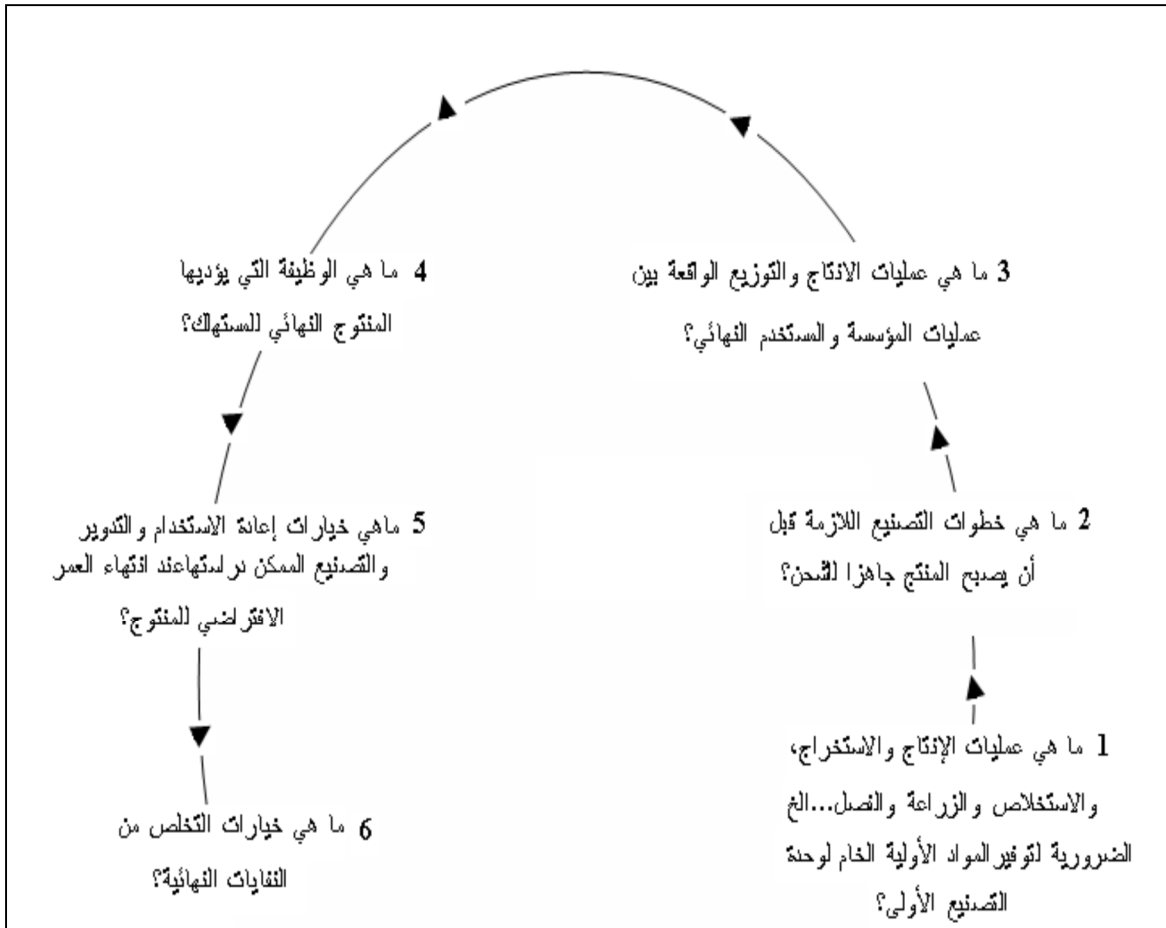 1 ما هي عمليات الإنتاج والاستخراج،
والاستخلاص والزراعة والفصل...الخ
الضرورية لتوفير المواد الأولية الخام لوحدة
التصنيع الأولى؟
2 ما هي خطوات التصنيع اللازمة قبل
أن يصبح المنتج جاهزا للشحن؟
3 ما هي عمليات الانتاج والتوزيع الواقعة بين
عمليات المؤسسة والمستخدم النهائي؟
4 ما هي الوظيفة التي يؤديها
المنتوج النهائي للمستهلك؟
5 ماهي خيارات إعادة الاستخدام والتدوير
والتصنيع الممكن دراستهاعند انتهاء العمر
الافتراضي للمنتوج؟
6 ما هي خيارات التخلص من
النفايات النهائية؟